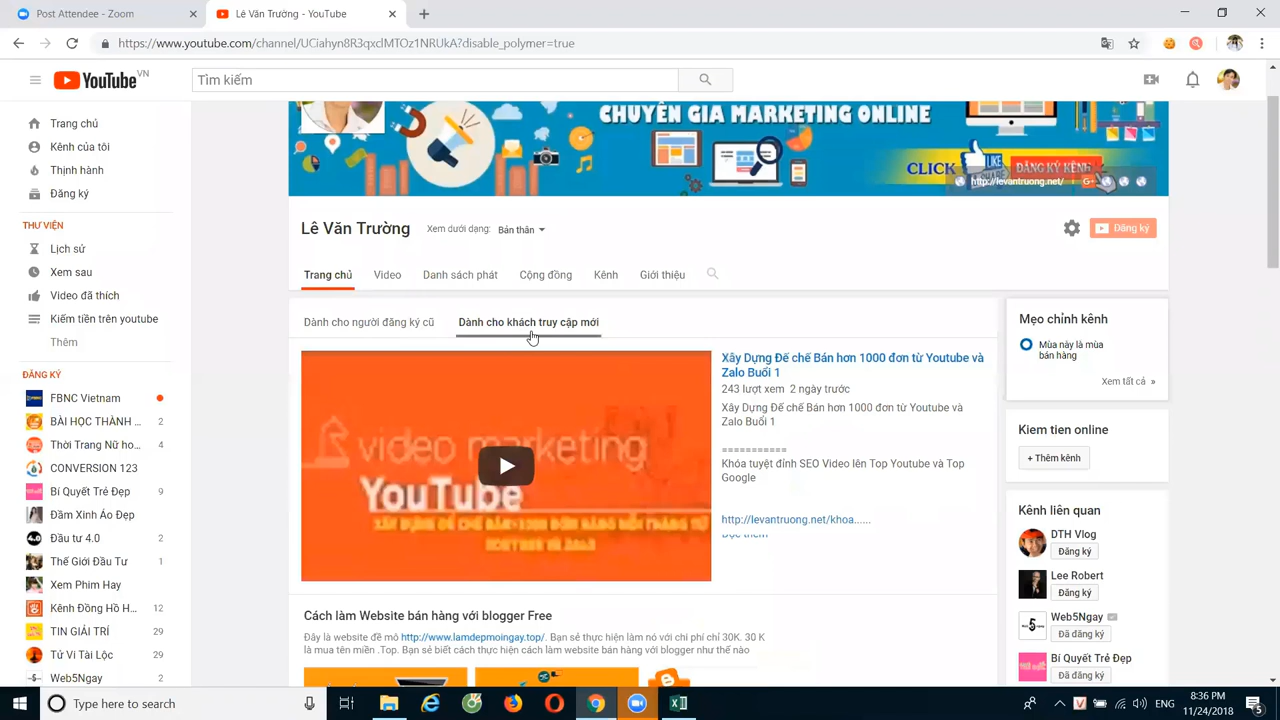 Post Attendee - Zoom
Lê Văn Trường - YouTube
https://www.youtube.com/channel/UCiahyn8R3qxclMTOz1NRUkA?disable_polymer=true
YouTube VN
Tìm kiếm
Trang chủ
Kênh của tôi
Thịnh hành
Đăng ký
THƯ VIỆN
Lịch sử
Xem sau
Video đã thích
Kiếm tiền trên youtube
Thêm
ĐĂNG KÝ
FBNC Vietnam
BÀI HỌC THÀNH ... 2
Thời Trang Nữ ho... 4
CONVERSION 123
Bí Quyết Trẻ Đẹp 9
Đầm Xinh Áo Đẹp
Đầu tư 4.0 2
Thế Giới Đầu Tư 1
Xem Phim Hay
Kênh Đồng Hồ H... 12
TIN GIẢI TRÍ 29
Tử Vi Tài Lộc 29
Web5Ngay 2
CHUYÊN GIA MARKETING ONLINE
CLICK LIKE ĐĂNG KÝ KÊNH
http://levantruong.net/
Lê Văn Trường
Xem dưới dạng: Bản thân
Đăng ký
Trang chủ Video Danh sách phát Cộng đồng Kênh Giới thiệu
Dành cho người đăng ký cũ Dành cho khách truy cập mới
video marketing
YouTube
Xây Dựng Đế chế Bán hơn 1000 đơn từ Youtube và
Zalo Buổi 1
243 lượt xem 2 ngày trước
Xây Dựng Đế chế Bán hơn 1000 đơn từ Youtube và
Zalo Buổi 1
===========
Khóa tuyệt đỉnh SEO Video lên Top Youtube và Top
Google
http://levantruong.net/khoa......
Đọc thêm
Cách làm Website bán hàng với blogger Free
Đây là website đề mô http://www.lamdepmoingay.top/. Bạn sẽ thực hiện làm nó với chi phí chỉ 30K. 30 K
là mua tên miền .Top. Bạn sẽ biết cách thực hiện cách làm website bán hàng với blogger như thế nào
Mẹo chỉnh kênh
Mùa này là mùa
bán hàng
Xem tất cả »
Kiem tien online
+ Thêm kênh
Kênh liên quan
DTH Vlog
Đăng ký
Lee Robert
Đăng ký
Web5Ngay
Đã đăng ký
Bí Quyết Trẻ Đẹp
Đã đăng ký
Type here to search
ENG
8:36 PM
11/24/2018
5